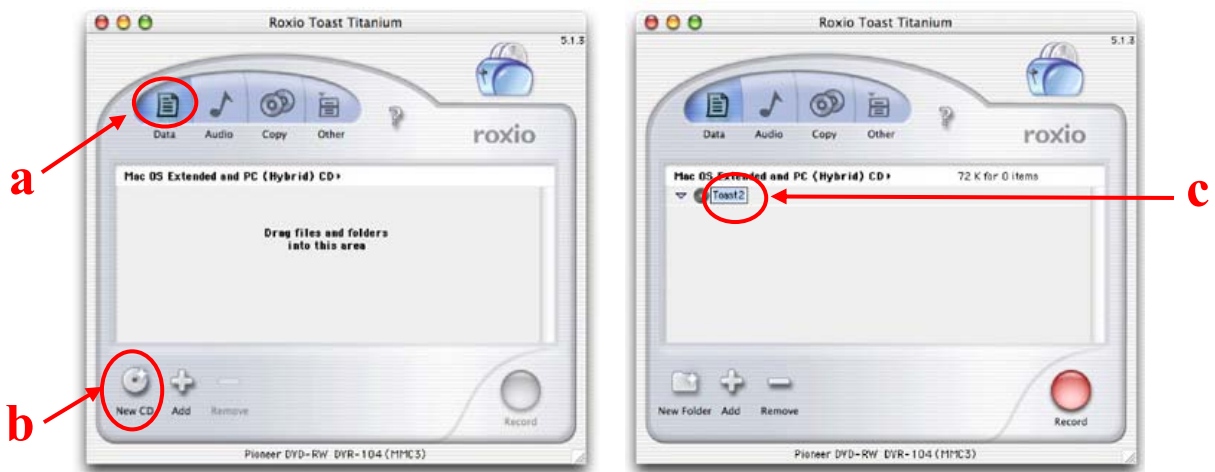 Roxio Toast Titanium
5.1.3
Data Audio Copy Other
?
roxio
a
Mac OS Extended and PC (Hybrid) CD
Drag files and folders
into this area
b
New CD Add Remove
Record
Pioneer DVD-RW DVR-104 (MMC3)
Roxio Toast Titanium
5.1.3
Data Audio Copy Other
?
roxio
Mac OS Extended and PC (Hybrid) CD 72 K for 0 items
Toast2
c
New Folder Add Remove
Record
Pioneer DVD-RW DVR-104 (MMC3)